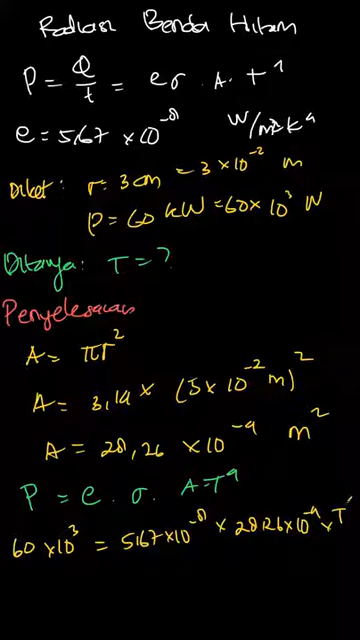 Radiasi Benda Hitam
P = Q/t = e σ . A . T⁴
e = 5,67 × 10⁻⁸ W/m²k⁴
Diket : r = 3 cm = 3 × 10⁻² m
P = 60 kW = 60 × 10³ W
Ditanya : T = ?
Penyelesaian
A = πr²
A = 3,14 × (5 × 10⁻² m)²
A = 28,26 × 10⁻⁴ m²
P = e . σ . A T⁴
60 × 10³ = 5,67 × 10⁻⁸ × 28,26 × 10⁻⁴ × T⁴